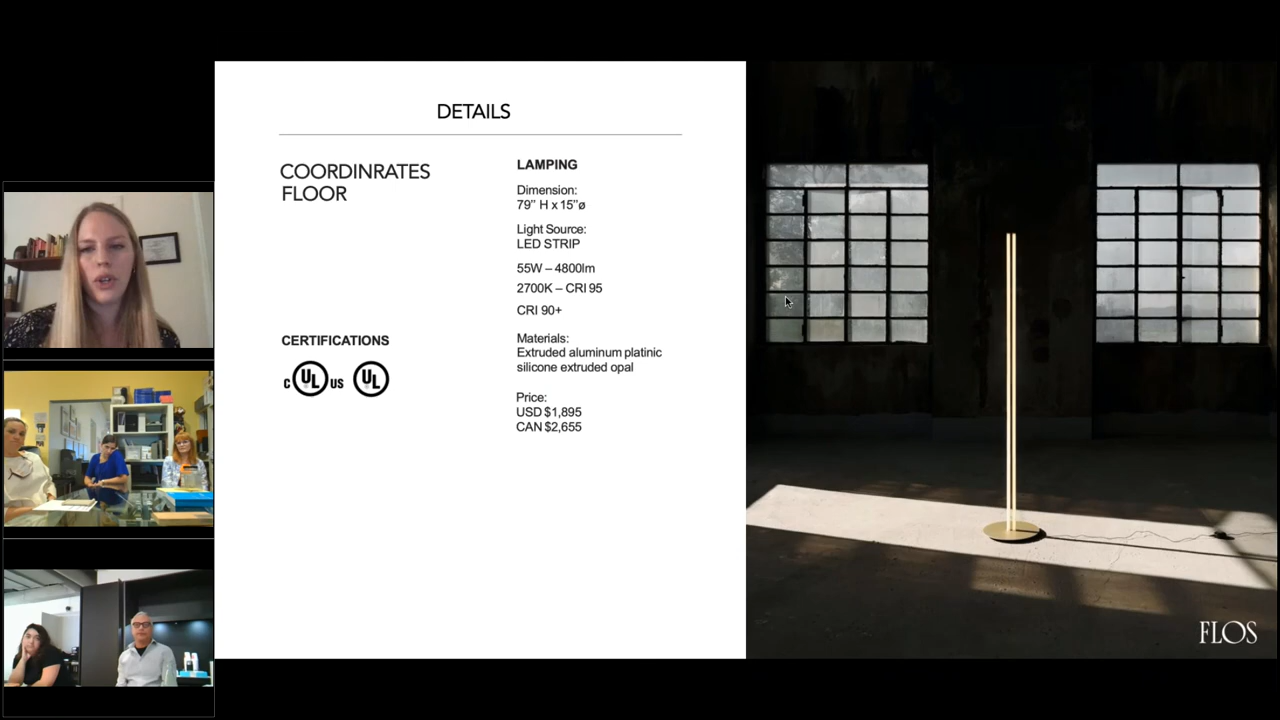 DETAILS
COORDINRATES
FLOOR
CERTIFICATIONS
C UL US UL
LAMPING
Dimension:
79" H x 15"ø
Light Source:
LED STRIP
55W – 4800lm
2700K – CRI 95
CRI 90+
Materials:
Extruded aluminum platinic
silicone extruded opal
Price:
USD $1,895
CAN $2,655
FLOS